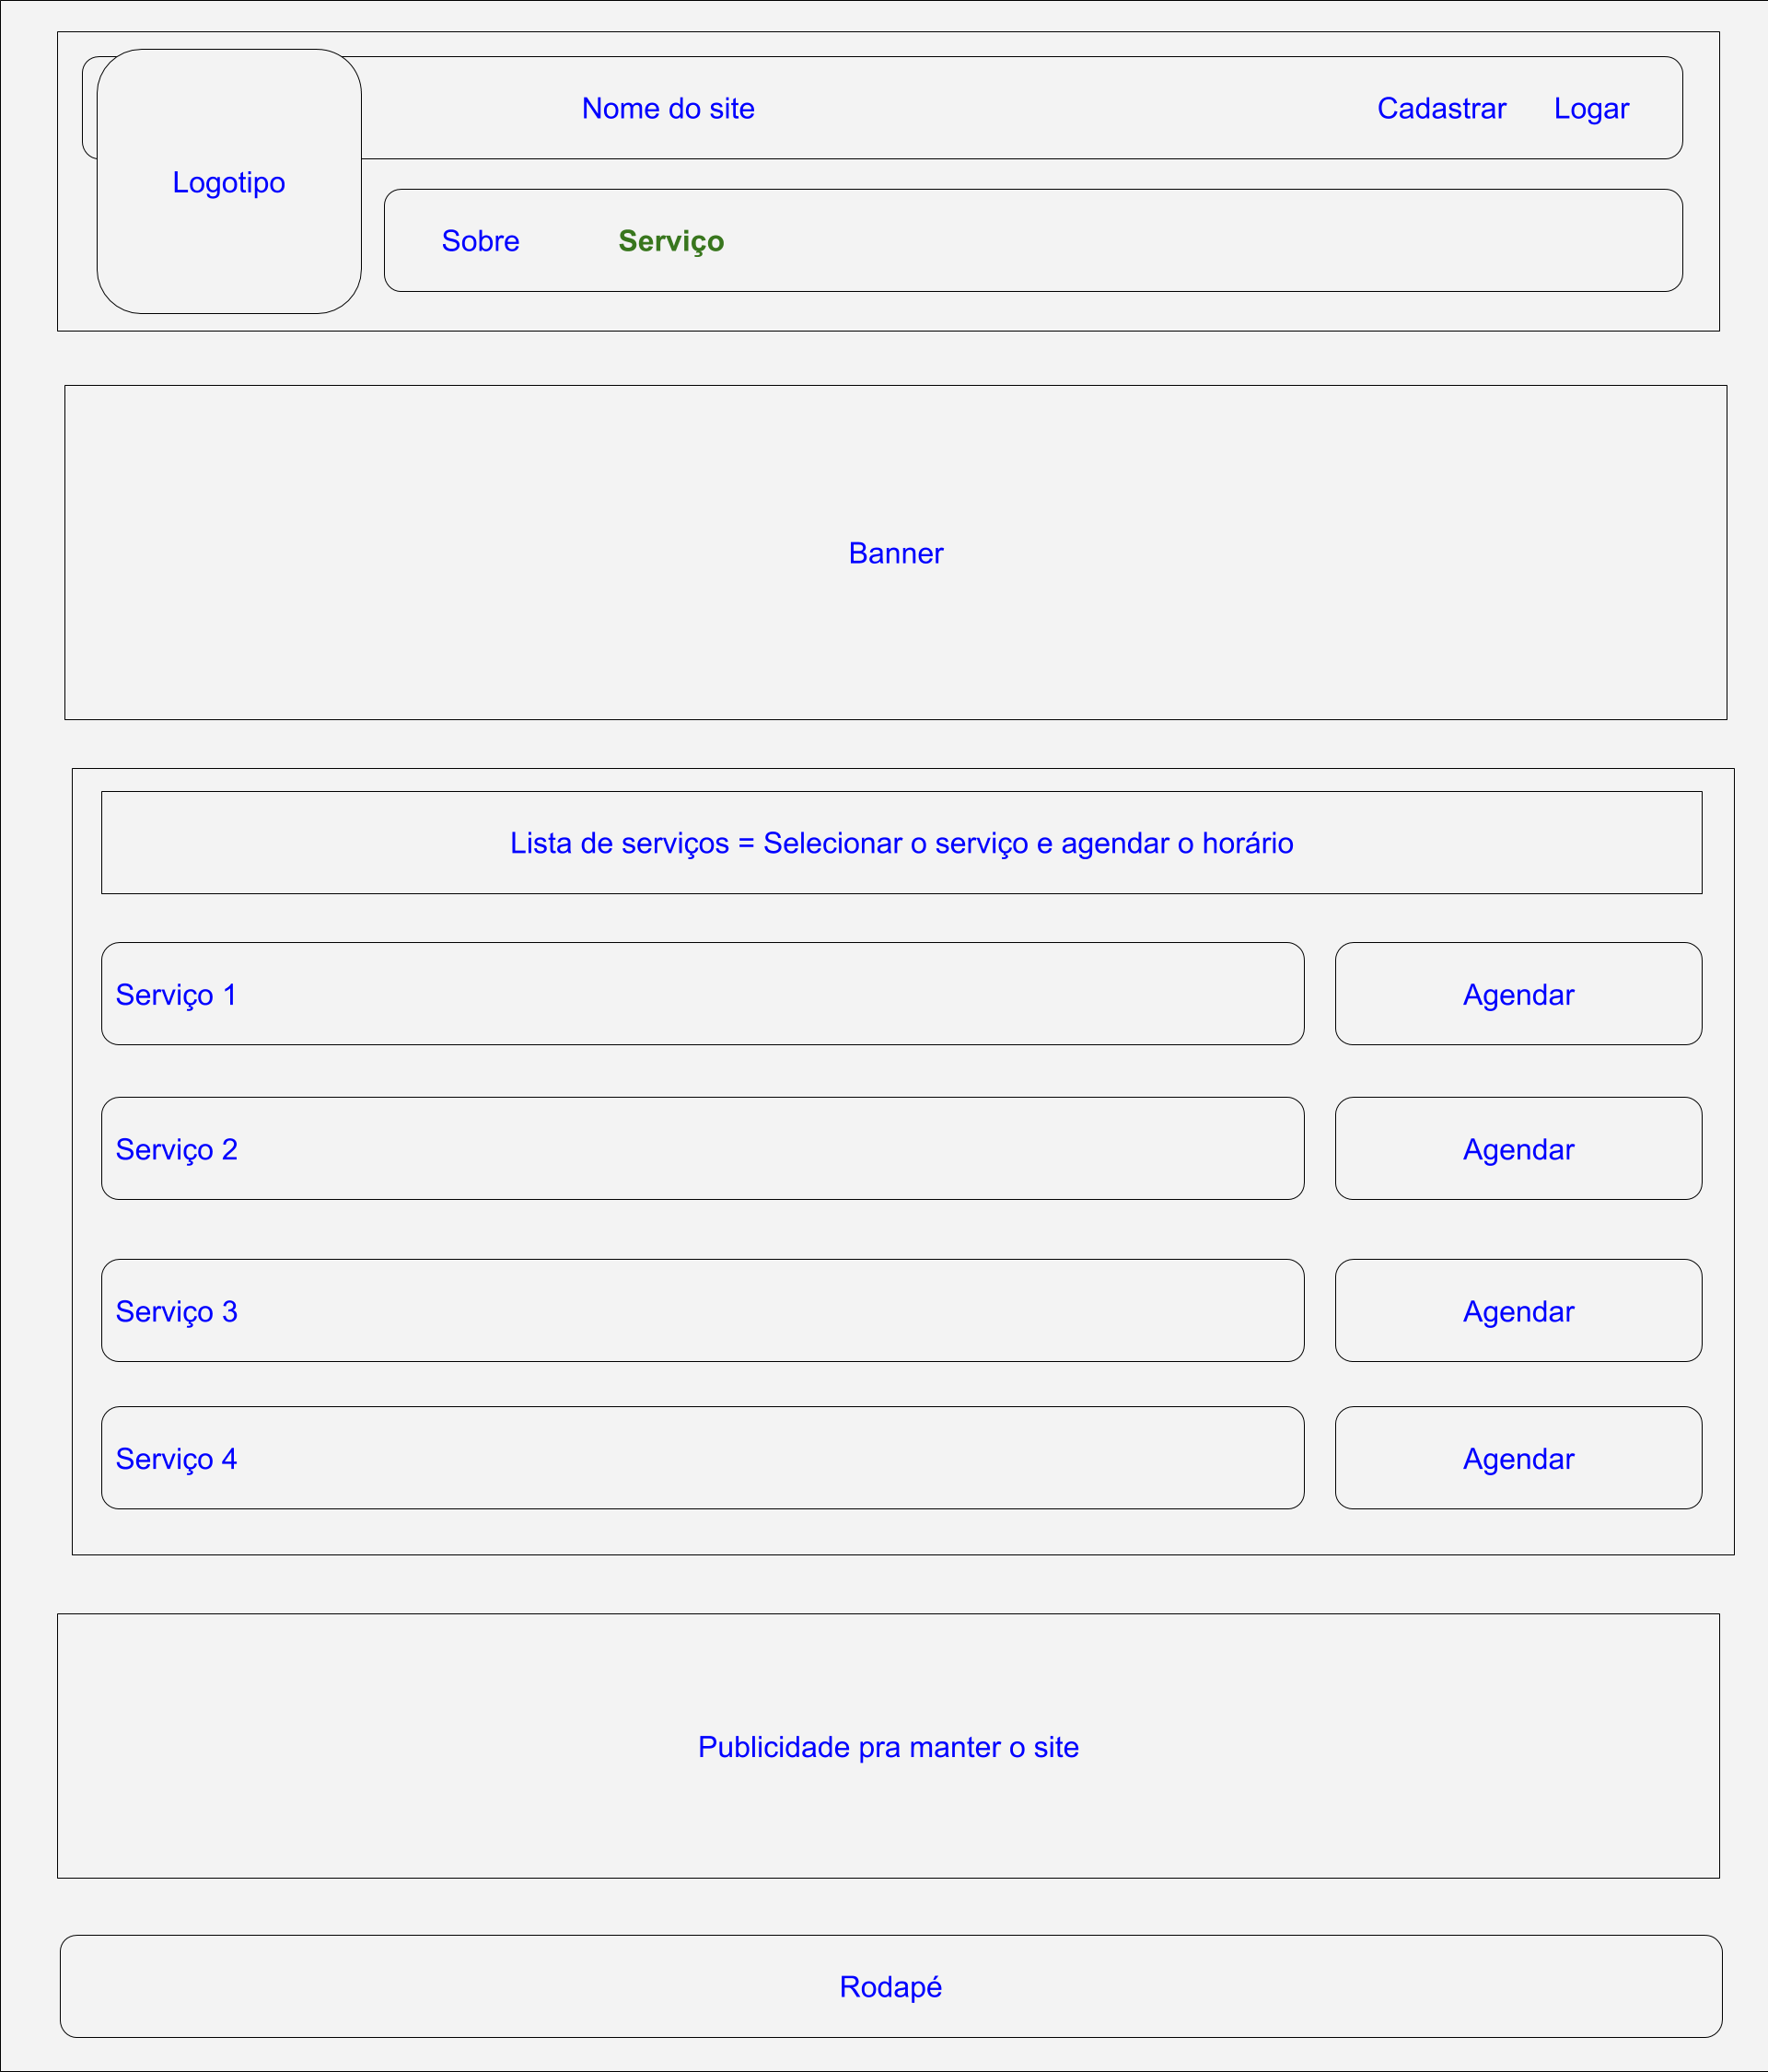 Nome do site
Cadastrar
Logar
Logotipo
Sobre
Serviço
Banner
Lista de serviços = Selecionar o serviço e agendar o horário
Serviço 1
Agendar
Serviço 2
Agendar
Serviço 3
Agendar
Serviço 4
Agendar
Publicidade pra manter o site
Rodapé